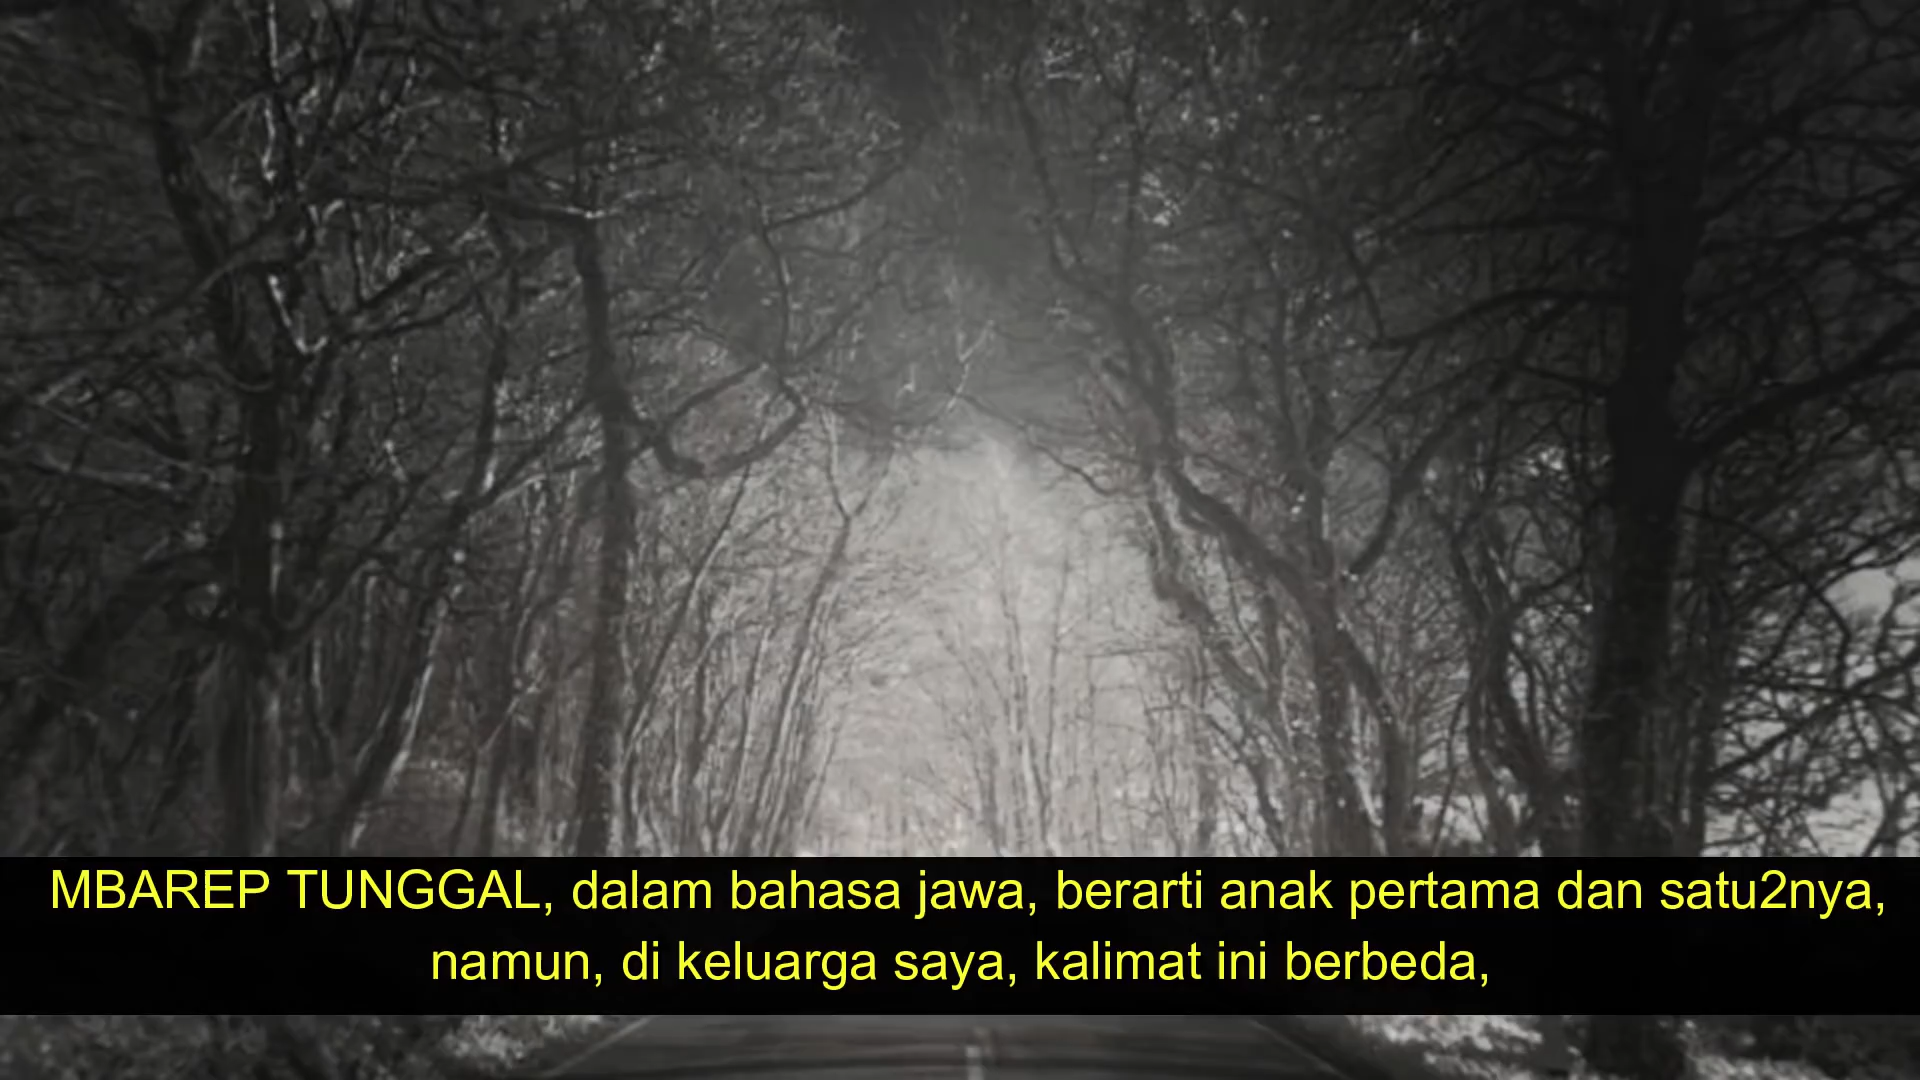 MBAREP TUNGGAL, dalam bahasa jawa, berarti anak pertama dan satu2nya,
namun, di keluarga saya, kalimat ini berbeda,